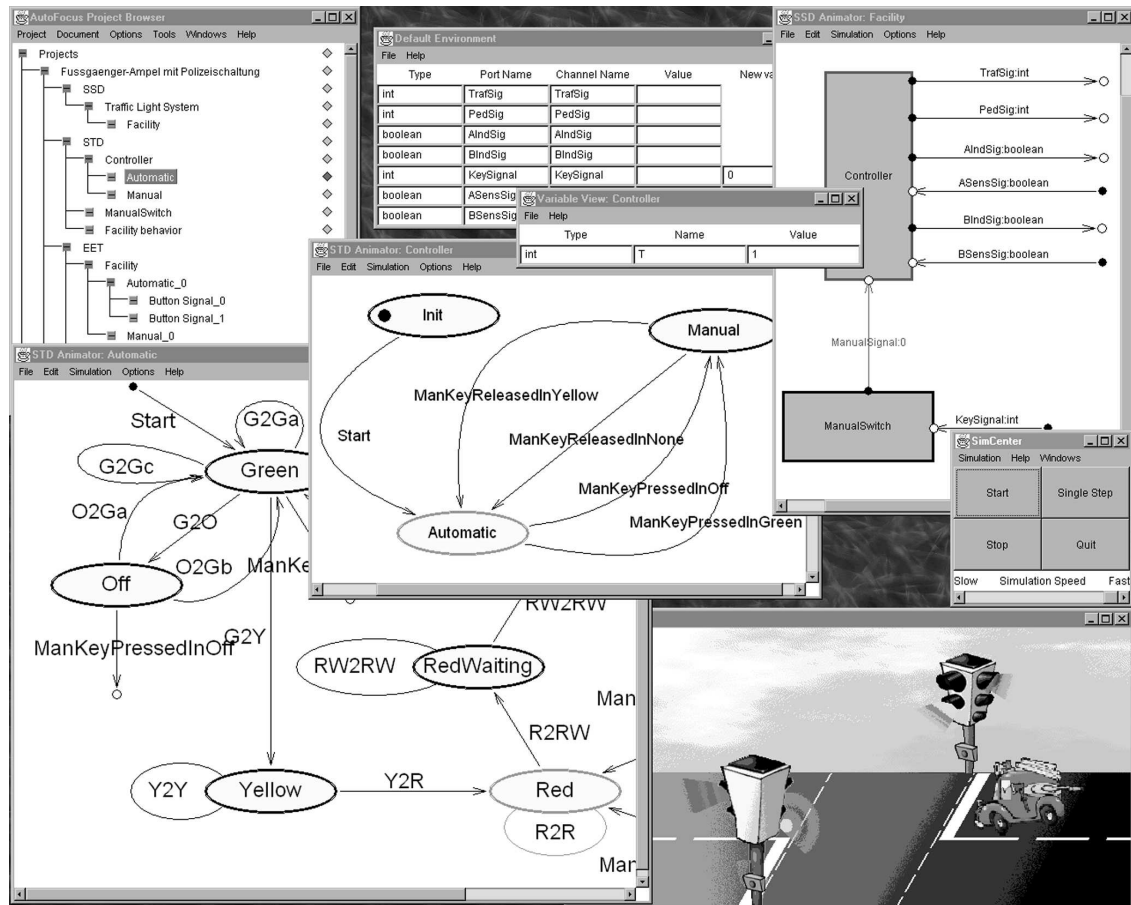 AutoFocus Project Browser
Project Document Options Tools Windows Help
Projects
Fussgaenger-Ampel mit Polizeischaltung
SSD
Traffic Light System
Facility
STD
Controller
Automatic
Manual
ManualSwitch
Facility behavior
EET
Facility
Automatic_0
Button Signal_0
Button Signal_1
Manual_0
Default Environment
File Help
Type Port Name Channel Name Value New va
int TrafSig TrafSig
int PedSig PedSig
boolean AIndSig AIndSig
boolean BIndSig BIndSig
int KeySignal KeySignal 0
boolean ASensSig
boolean BSensSig
Variable View: Controller
File Help
Type Name Value
int T 1
SSD Animator: Facility
File Edit Simulation Options Help
TrafSig:int
PedSig:int
AIndSig:boolean
Controller
ASensSig:boolean
BIndSig:boolean
BSensSig:boolean
ManualSignal:0
KeySignal:int
ManualSwitch
STD Animator: Controller
File Edit Simulation Options Help
Init
Manual
ManKeyReleasedInYellow
Start
ManKeyReleasedInNone
ManKeyPressedInOff
ManKeyPressedInGreen
Automatic
STD Animator: Automatic
File Edit Simulation Options Help
Start
G2Ga
G2Gc
Green
O2Ga
G2O
Off
O2Gb
ManKe
G2Y
ManKeyPressedInOff
RW2RW
RW2RW
RedWaiting
Man
R2RW
Y2Y
Yellow
Y2R
Red
R2R
Man
SimCenter
Simulation Help Windows
Start Single Step
Stop Quit
Slow Simulation Speed Fast